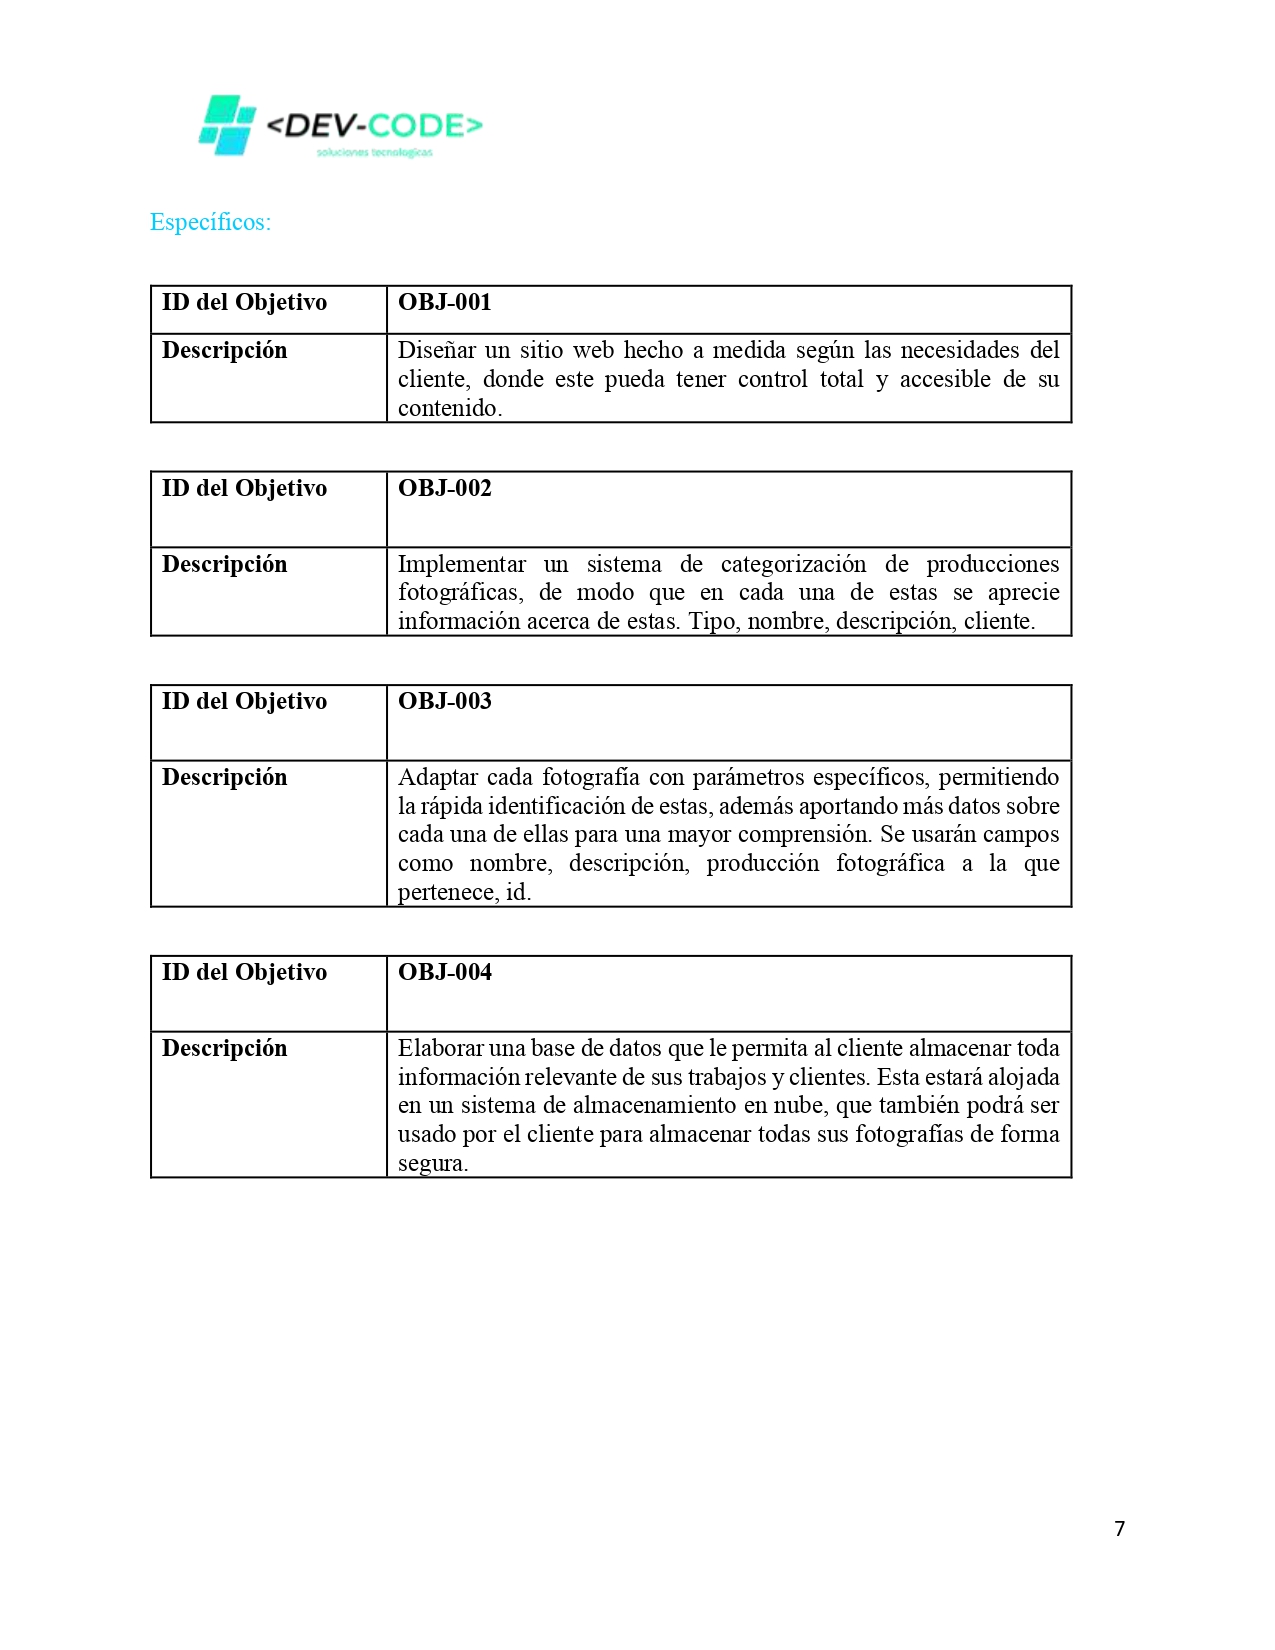 <DEV-CODE>
soluciones tecnologicas
Específicos:
ID del Objetivo OBJ-001
Descripción Diseñar un sitio web hecho a medida según las necesidades del
cliente, donde este pueda tener control total y accesible de su
contenido.
ID del Objetivo OBJ-002
Descripción Implementar un sistema de categorización de producciones
fotográficas, de modo que en cada una de estas se aprecie
información acerca de estas. Tipo, nombre, descripción, cliente.
ID del Objetivo OBJ-003
Descripción Adaptar cada fotografía con parámetros específicos, permitiendo
la rápida identificación de estas, además aportando más datos sobre
cada una de ellas para una mayor comprensión. Se usarán campos
como nombre, descripción, producción fotográfica a la que
pertenece, id.
ID del Objetivo OBJ-004
Descripción Elaborar una base de datos que le permita al cliente almacenar toda
información relevante de sus trabajos y clientes. Esta estará alojada
en un sistema de almacenamiento en nube, que también podrá ser
usado por el cliente para almacenar todas sus fotografías de forma
segura.
7